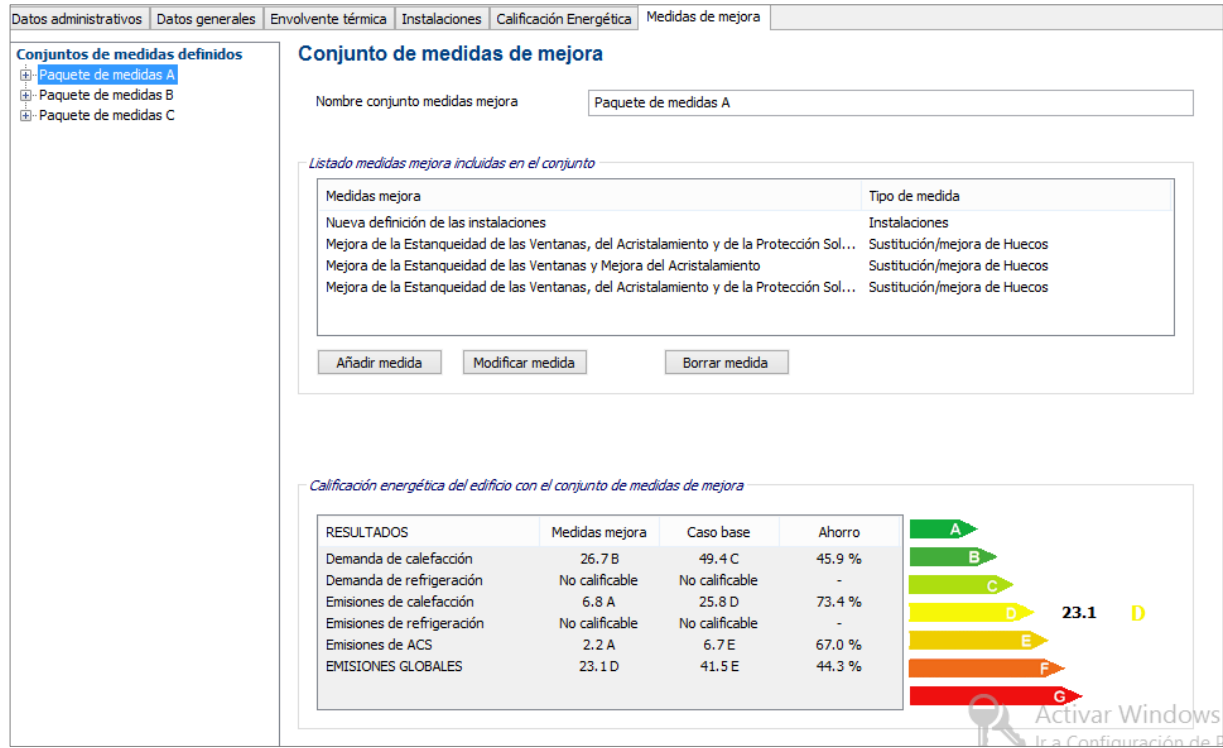 Datos administrativos Datos generales Envolvente térmica Instalaciones Calificación Energética Medidas de mejora
Conjuntos de medidas definidos
Paquete de medidas A
Paquete de medidas B
Paquete de medidas C
Conjunto de medidas de mejora
Nombre conjunto medidas mejora Paquete de medidas A
Listado medidas mejora incluidas en el conjunto
Medidas mejora Tipo de medida
Nueva definición de las instalaciones Instalaciones
Mejora de la Estanqueidad de las Ventanas, del Acristalamiento y de la Protección Sol... Sustitución/mejora de Huecos
Mejora de la Estanqueidad de las Ventanas y Mejora del Acristalamiento Sustitución/mejora de Huecos
Mejora de la Estanqueidad de las Ventanas, del Acristalamiento y de la Protección Sol... Sustitución/mejora de Huecos
Añadir medida Modificar medida Borrar medida
Calificación energética del edificio con el conjunto de medidas de mejora
RESULTADOS Medidas mejora Caso base Ahorro
Demanda de calefacción 26.7 B 49.4 C 45.9 %
Demanda de refrigeración No calificable No calificable -
Emisiones de calefacción 6.8 A 25.8 D 73.4 %
Emisiones de refrigeración No calificable No calificable -
Emisiones de ACS 2.2 A 6.7 E 67.0 %
EMISIONES GLOBALES 23.1 D 41.5 E 44.3 %
A
B
C
D 23.1 D
E
F
G
Activar Windows
Ir a Configuración de